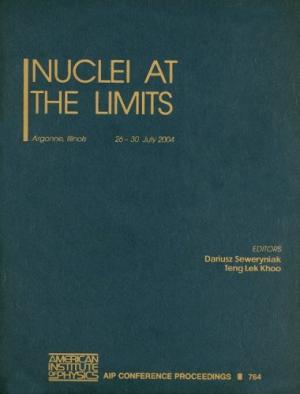 NUCLEI AT
THE LIMITS
Argonne, Illinois 26 – 30 July 2004
EDITORS
Dariusz Seweryniak
Teng Lek Khoo
AMERICAN
INSTITUTE
OF PHYSICS AIP CONFERENCE PROCEEDINGS 764